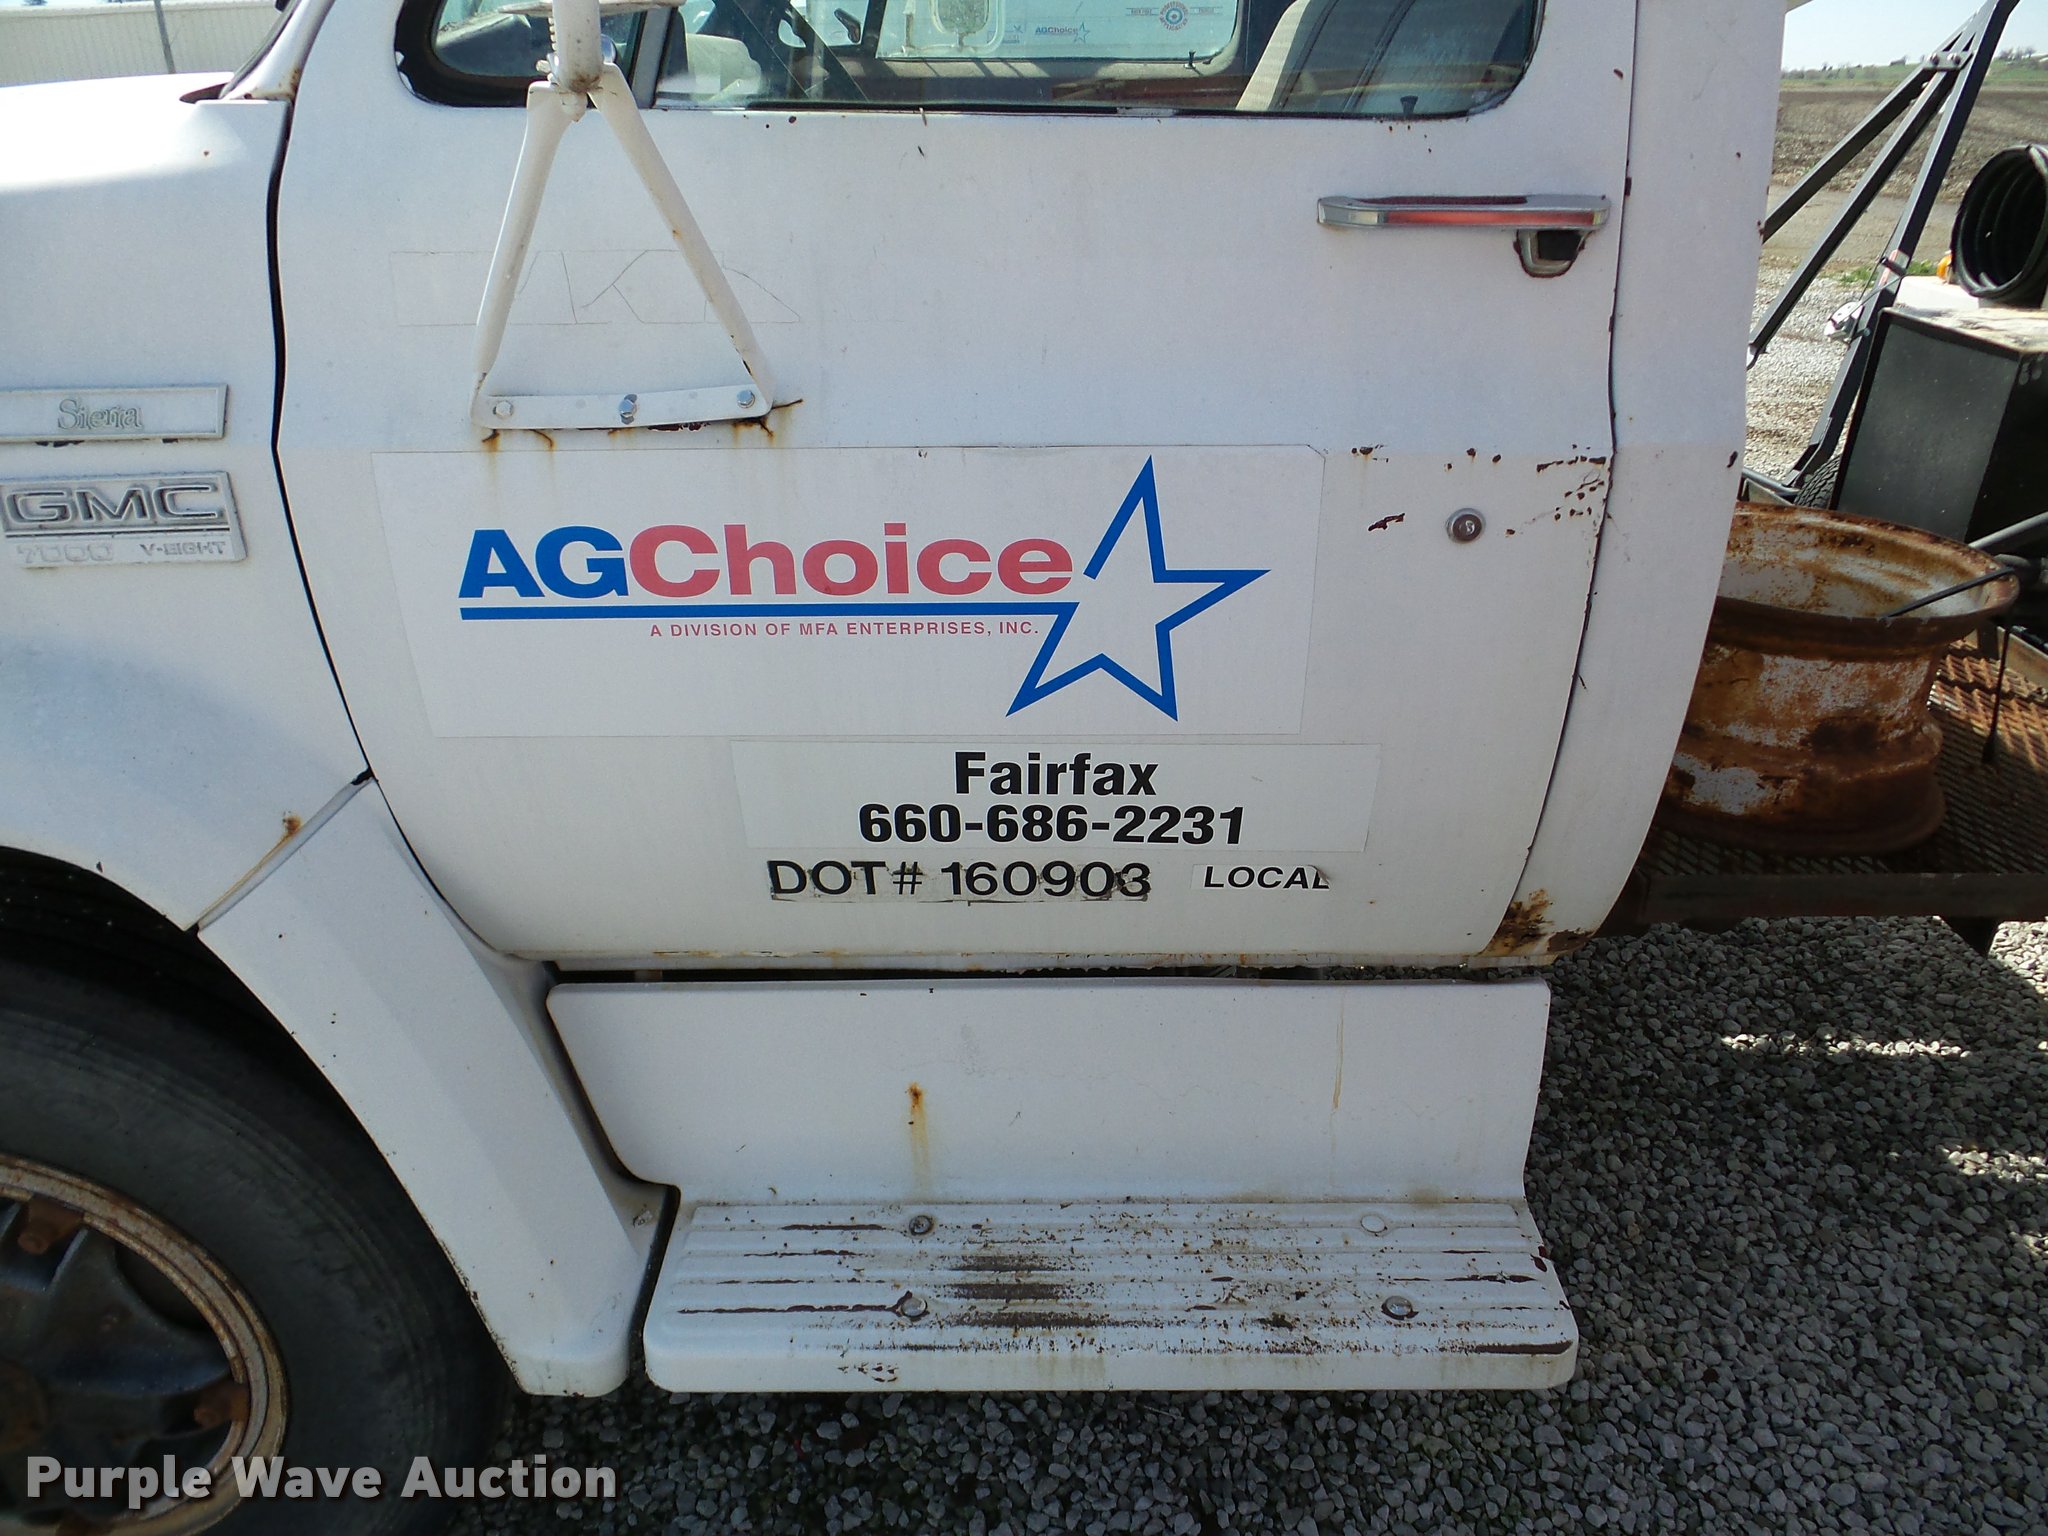 AGChoice
Sierra
GMC
7000 V-EIGHT
AGChoice
A DIVISION OF MFA ENTERPRISES, INC.
Fairfax
660-686-2231
DOT# 160903 LOCAL
Purple Wave Auction